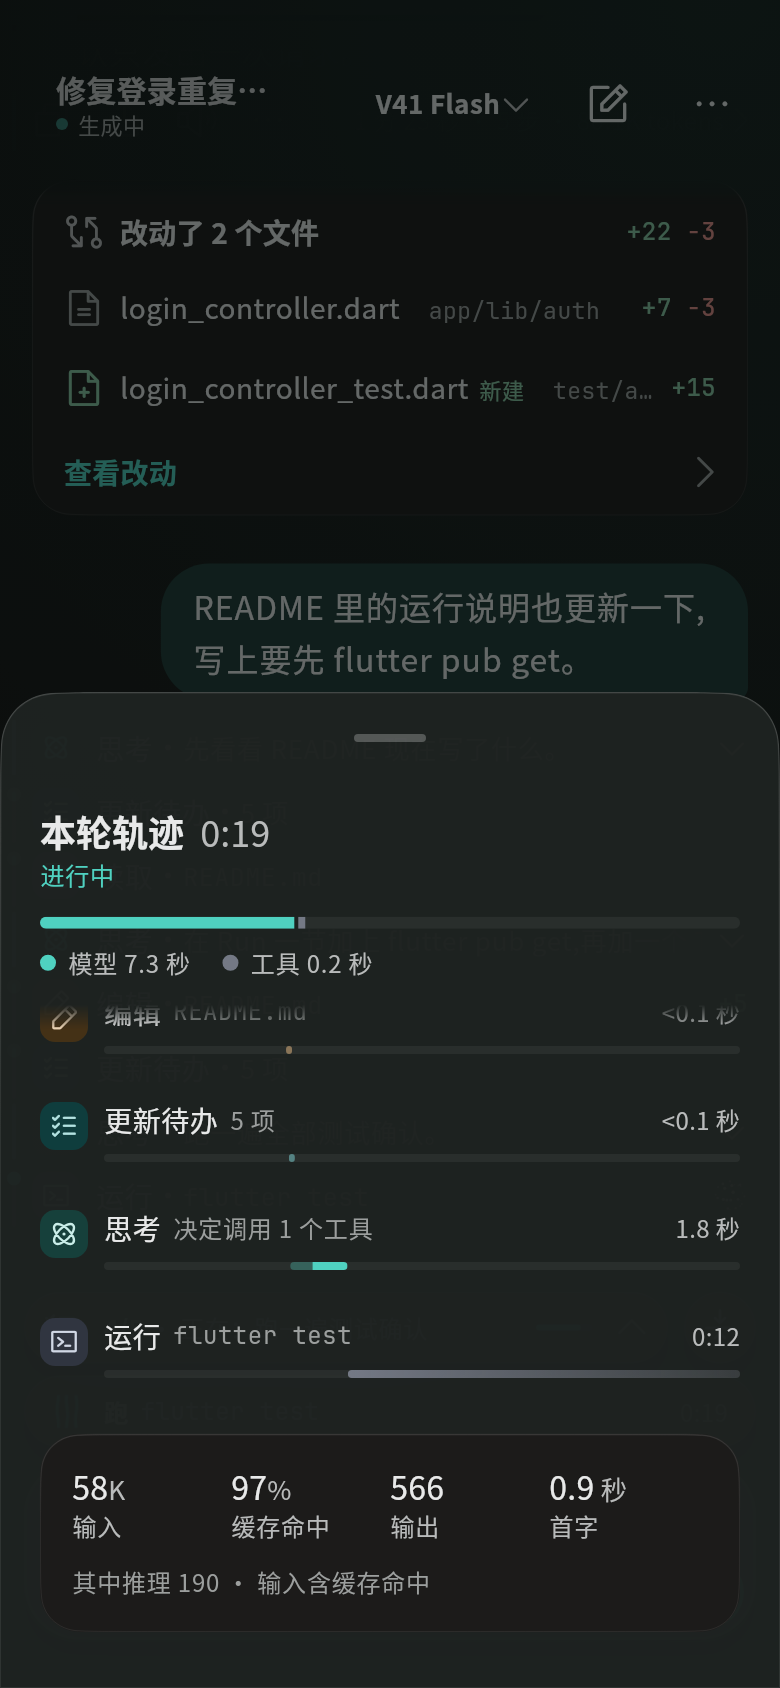 修复登录重复…
V41 Flash
生成中
改动了 2 个文件 +22 -3
login_controller.dart app/lib/auth +7 -3
login_controller_test.dart 新建 test/a… +15
查看改动
README 里的运行说明也更新一下,
写上要先 flutter pub get。
本轮轨迹 0:19
进行中
模型 7.3 秒 工具 0.2 秒
编辑 README.md <0.1 秒
更新待办 5 项 <0.1 秒
思考 决定调用 1 个工具 1.8 秒
运行 flutter test 0:12
58K 97% 566 0.9 秒
输入 缓存命中 输出 首字
其中推理 190 · 输入含缓存命中